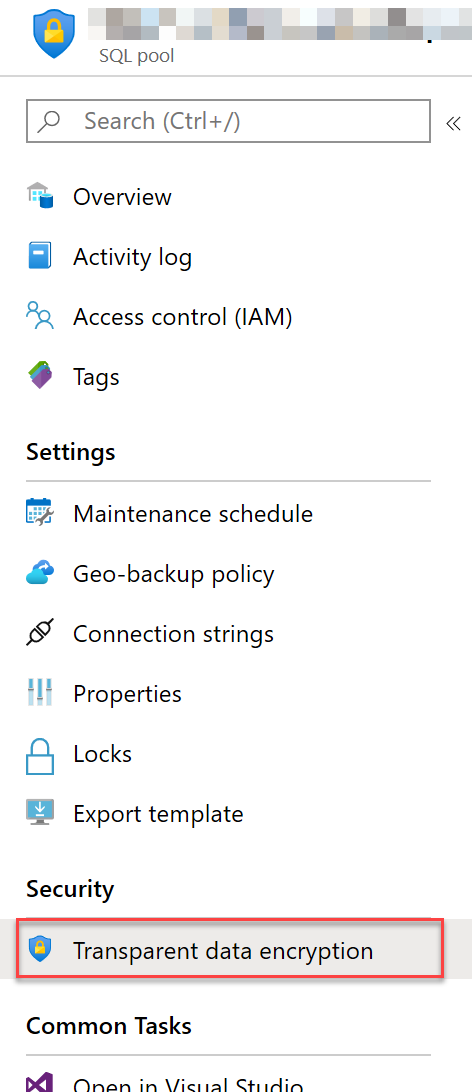 SQL pool
Search (Ctrl+/)
«
Overview
Activity log
Access control (IAM)
Tags
Settings
Maintenance schedule
Geo-backup policy
Connection strings
Properties
Locks
Export template
Security
Transparent data encryption
Common Tasks
Open in Visual Studio